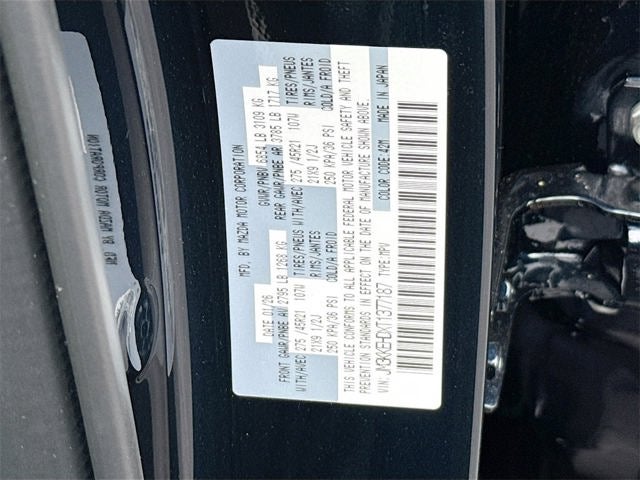 MFD. BY MAZDA MOTOR CORPORATION
DATE 01/26 GVWR/PNBV 6854 LB 3109 KG
FRONT GAWR/PNBE AV 2795 LB 1268 KG REAR GAWR/PNBE AR 3785 LB 1717 KG
WITH/AVEC 275 /45R21 107W TIRES/PNEUS WITH/AVEC 275 /45R21 107W TIRES/PNEUS
21X9 1/2J RIMS/JANTES 21X9 1/2J RIMS/JANTES
250 KPA/36 PSI COLD/A FROID 250 KPA/36 PSI COLD/A FROID
THIS VEHICLE CONFORMS TO ALL APPLICABLE FEDERAL MOTOR VEHICLE SAFETY AND THEFT
PREVENTION STANDARDS IN EFFECT ON THE DATE OF MANUFACTURE SHOWN ABOVE.
VIN: TYPE:MPV COLOR CODE:42M MADE IN JAPAN